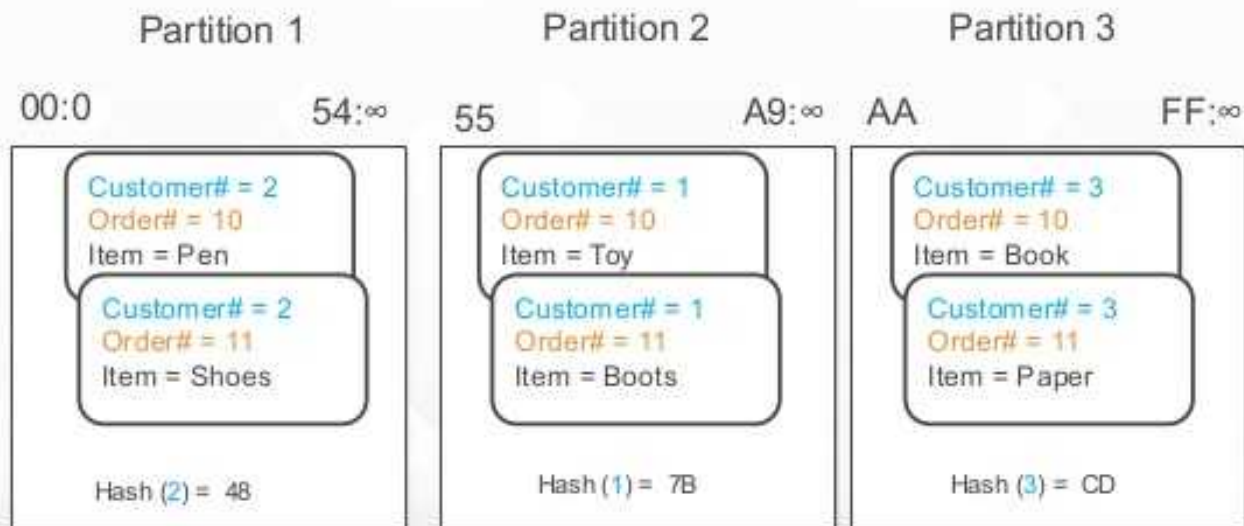 Partition 1
Partition 2
Partition 3
00:0
54:∞
55
A9:∞
AA
FF:∞
Customer# = 2
Order# = 10
Item = Pen
Customer# = 2
Order# = 11
Item = Shoes
Hash (2) = 48
Customer# = 1
Order# = 10
Item = Toy
Customer# = 1
Order# = 11
Item = Boots
Hash (1) = 7B
Customer# = 3
Order# = 10
Item = Book
Customer# = 3
Order# = 11
Item = Paper
Hash (3) = CD